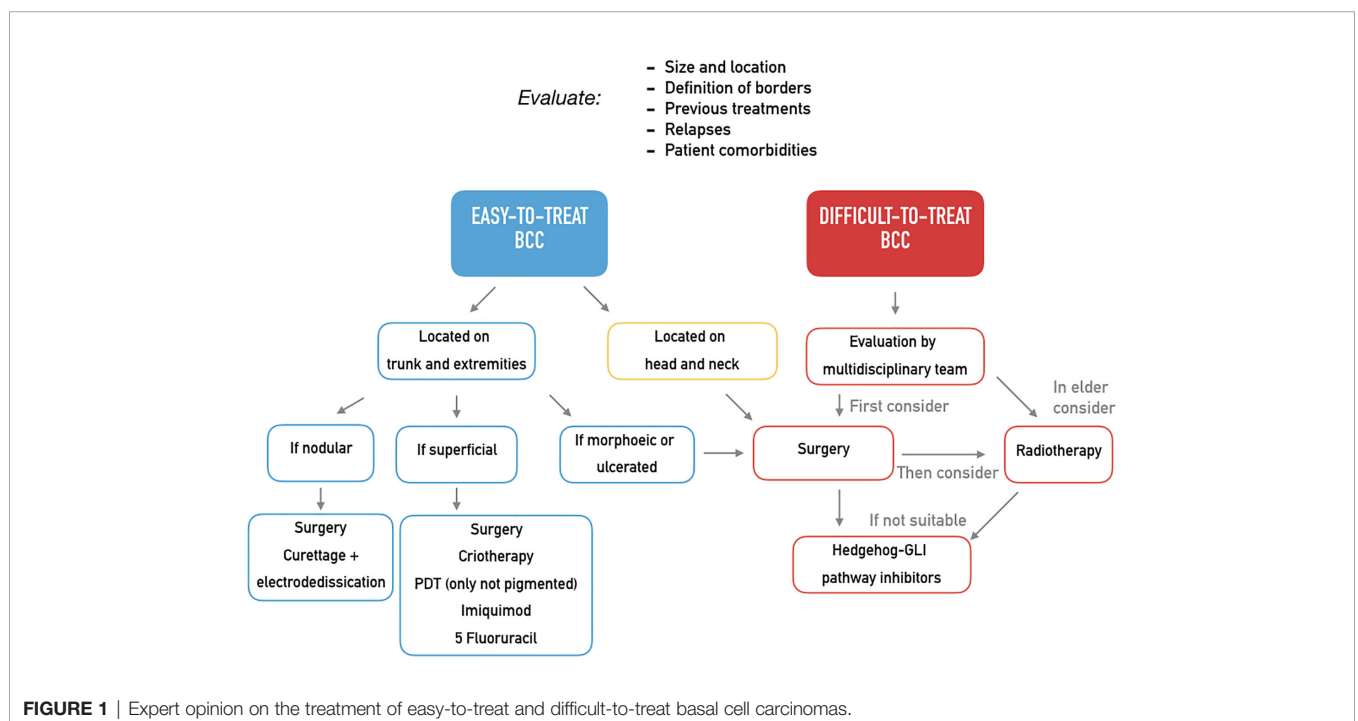 Evaluate:
– Size and location
– Definition of borders
– Previous treatments
– Relapses
– Patient comorbidities
EASY-TO-TREAT
BCC
DIFFICULT-TO-TREAT
BCC
Located on
trunk and extremities
Located on
head and neck
Evaluation by
multidisciplinary team
In elder
consider
First consider
If nodular
If superficial
If morphoeic or
ulcerated
Surgery
Then consider
Radiotherapy
Surgery
Curettage +
electrodedissication
Surgery
Criotherapy
PDT (only not pigmented)
Imiquimod
5 Fluoruracil
If not suitable
Hedgehog-GLI
pathway inhibitors
FIGURE 1 | Expert opinion on the treatment of easy-to-treat and difficult-to-treat basal cell carcinomas.